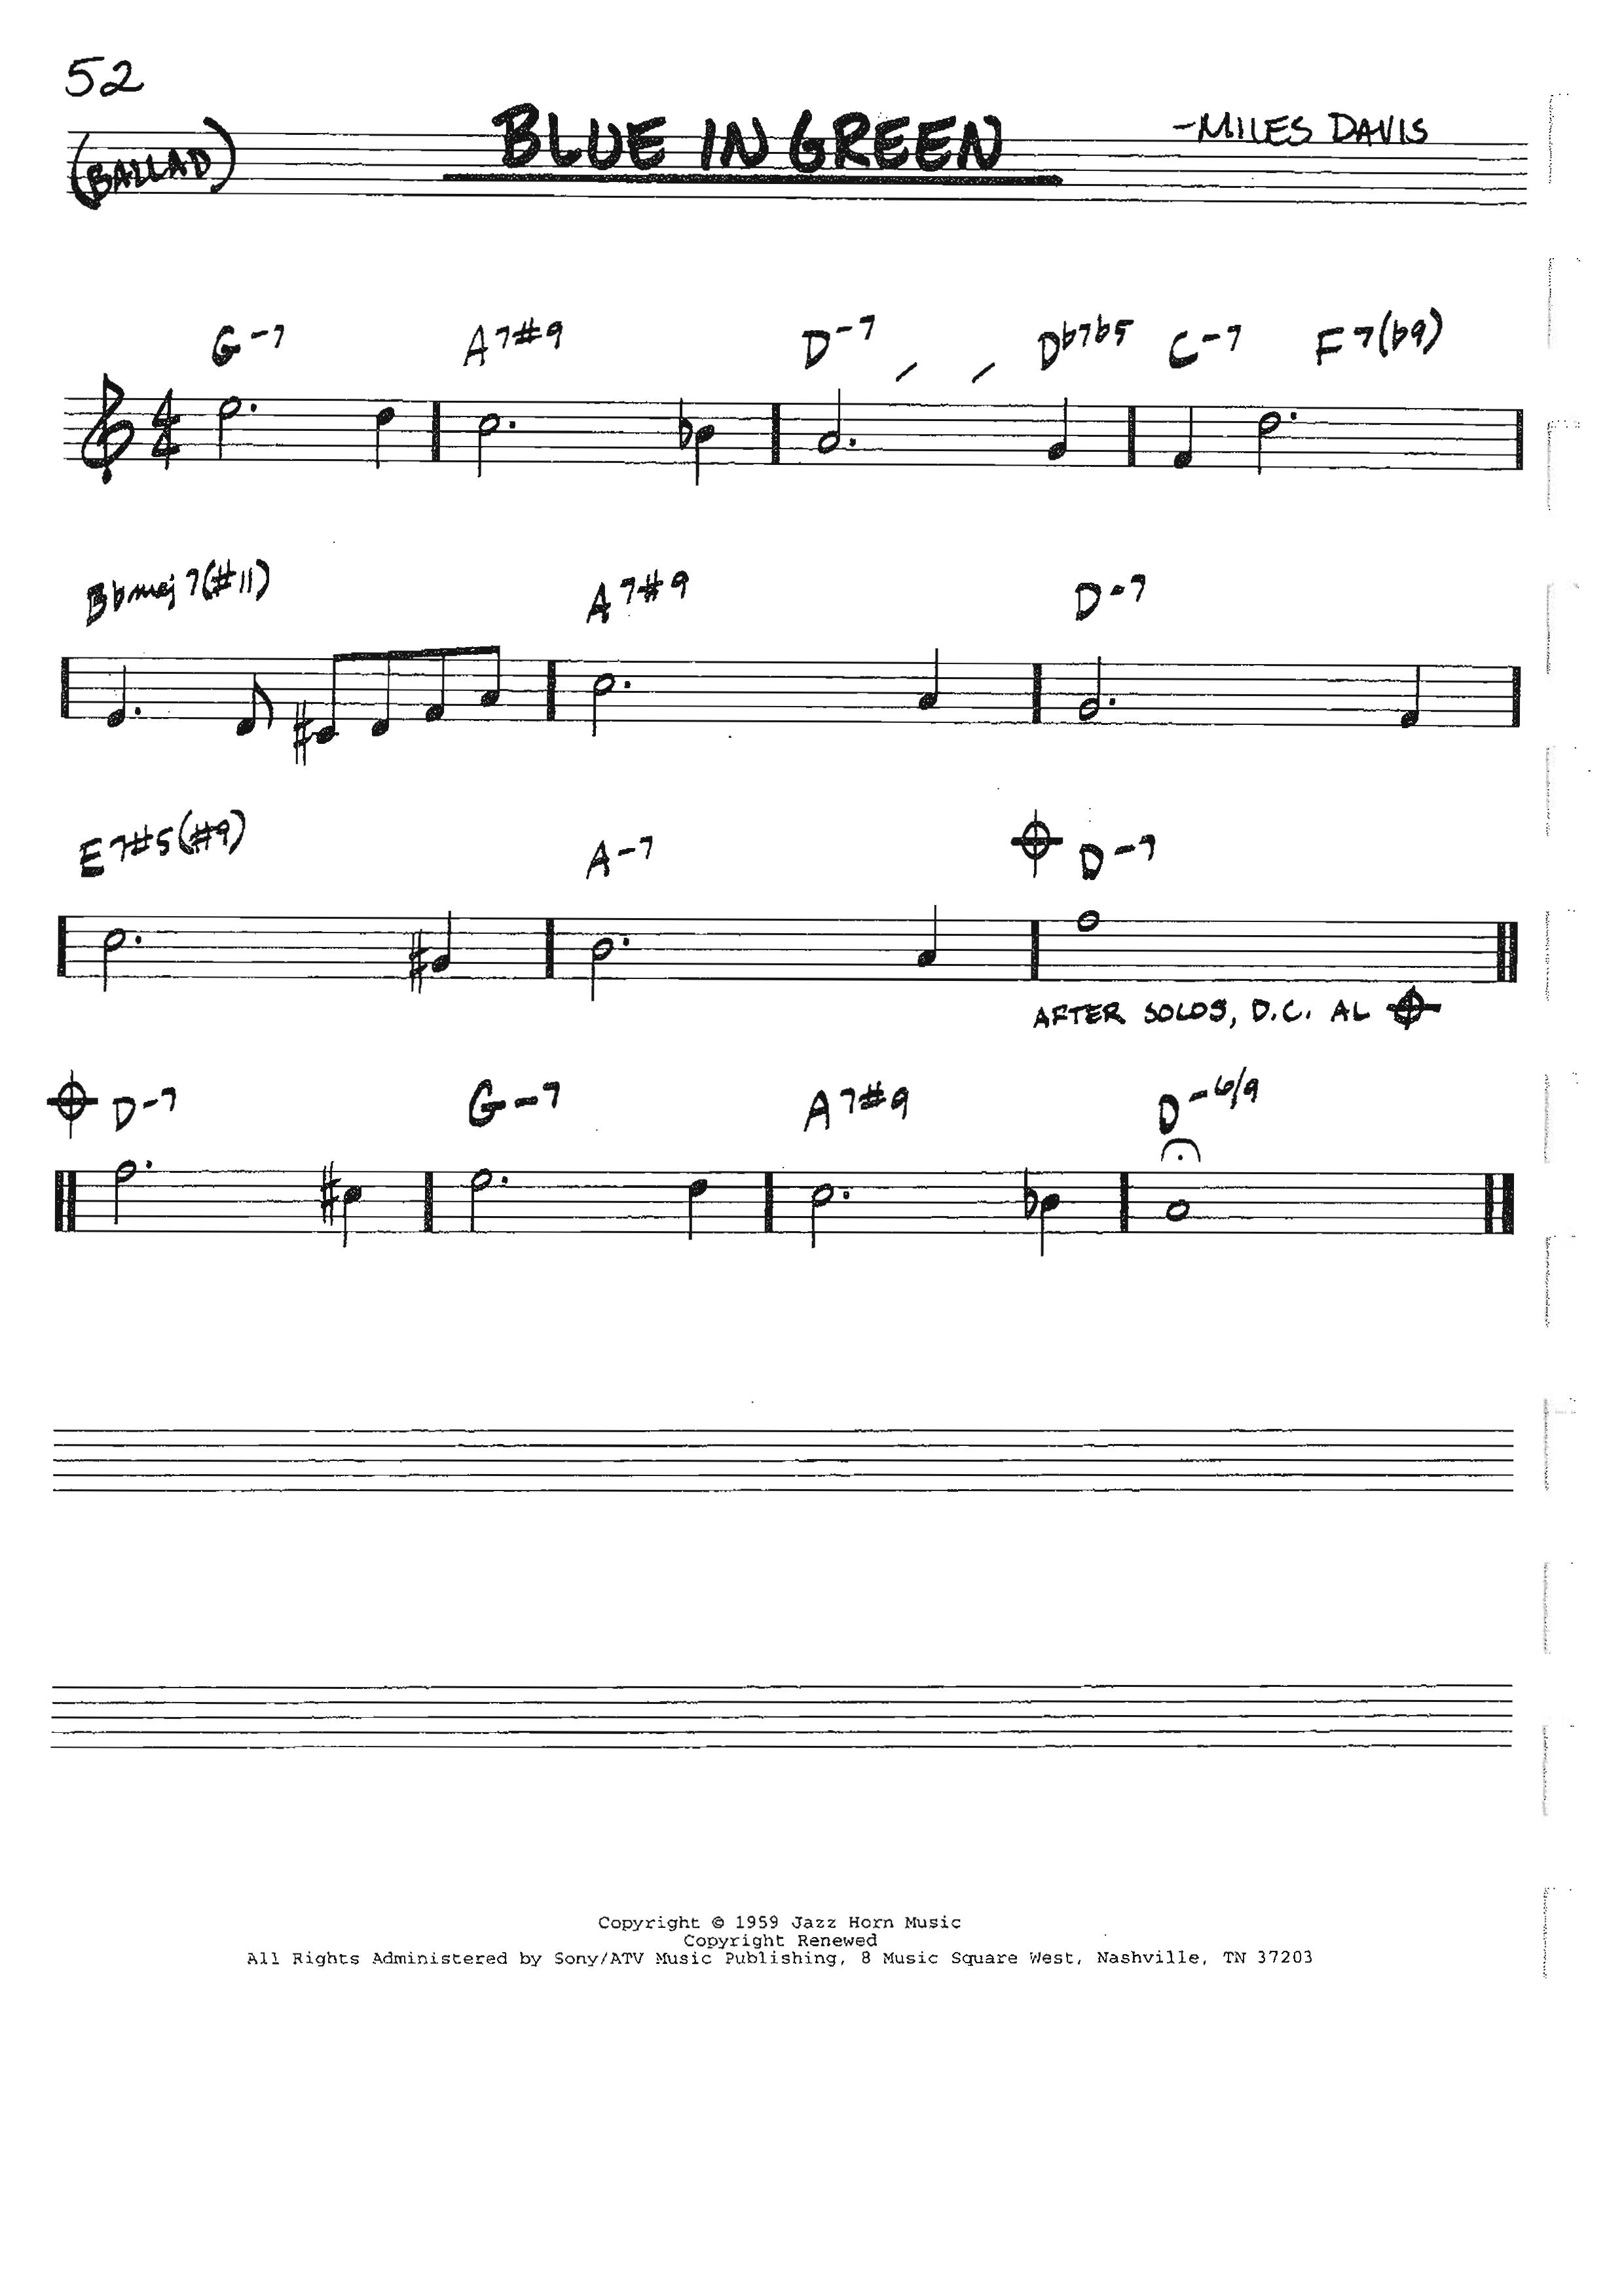 52
(BALLAD)
BLUE IN GREEN
-MILES DAVIS
G-7 A7#9 D-7 Db7b5 C-7 F7(b9)
Bbmaj7(#11) A7#9 D-7
E7#5(#9) A-7 D-7
AFTER SOLOS, D.C. AL
D-7 G-7 A7#9 D-6/9
Copyright © 1959 Jazz Horn Music
Copyright Renewed
All Rights Administered by Sony/ATV Music Publishing, 8 Music Square West, Nashville, TN 37203